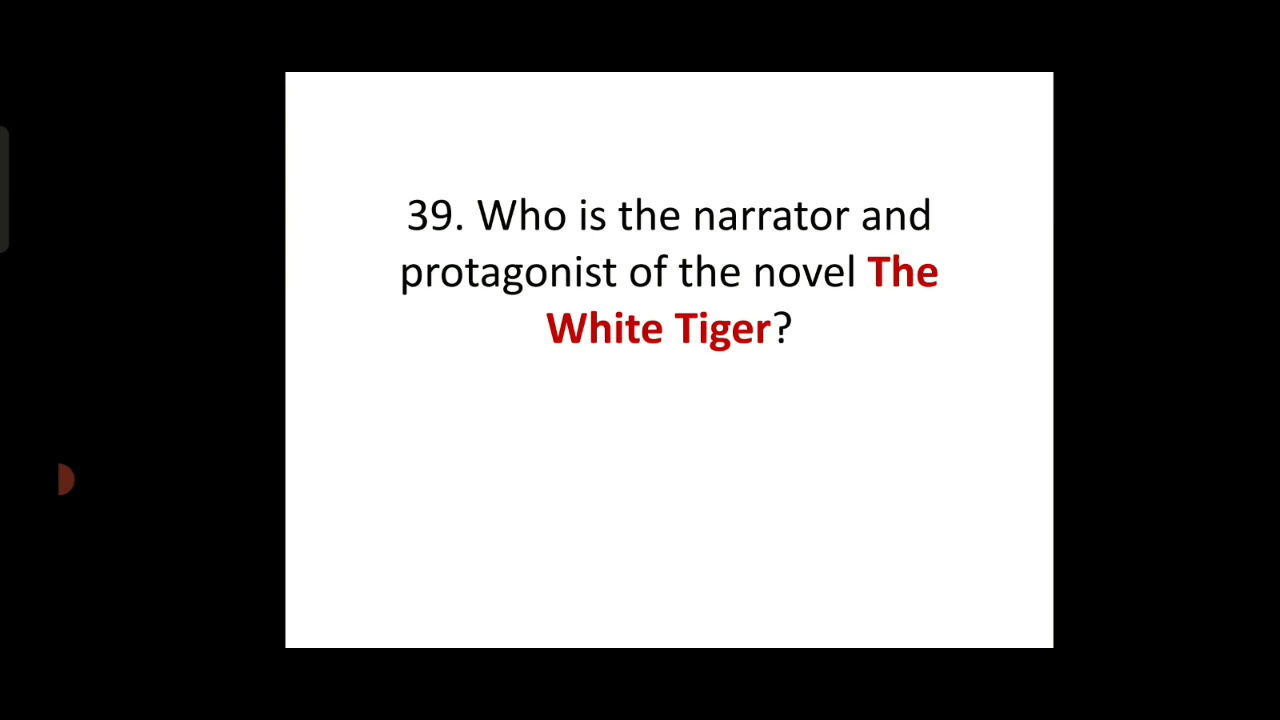 39. Who is the narrator and
protagonist of the novel The
White Tiger?